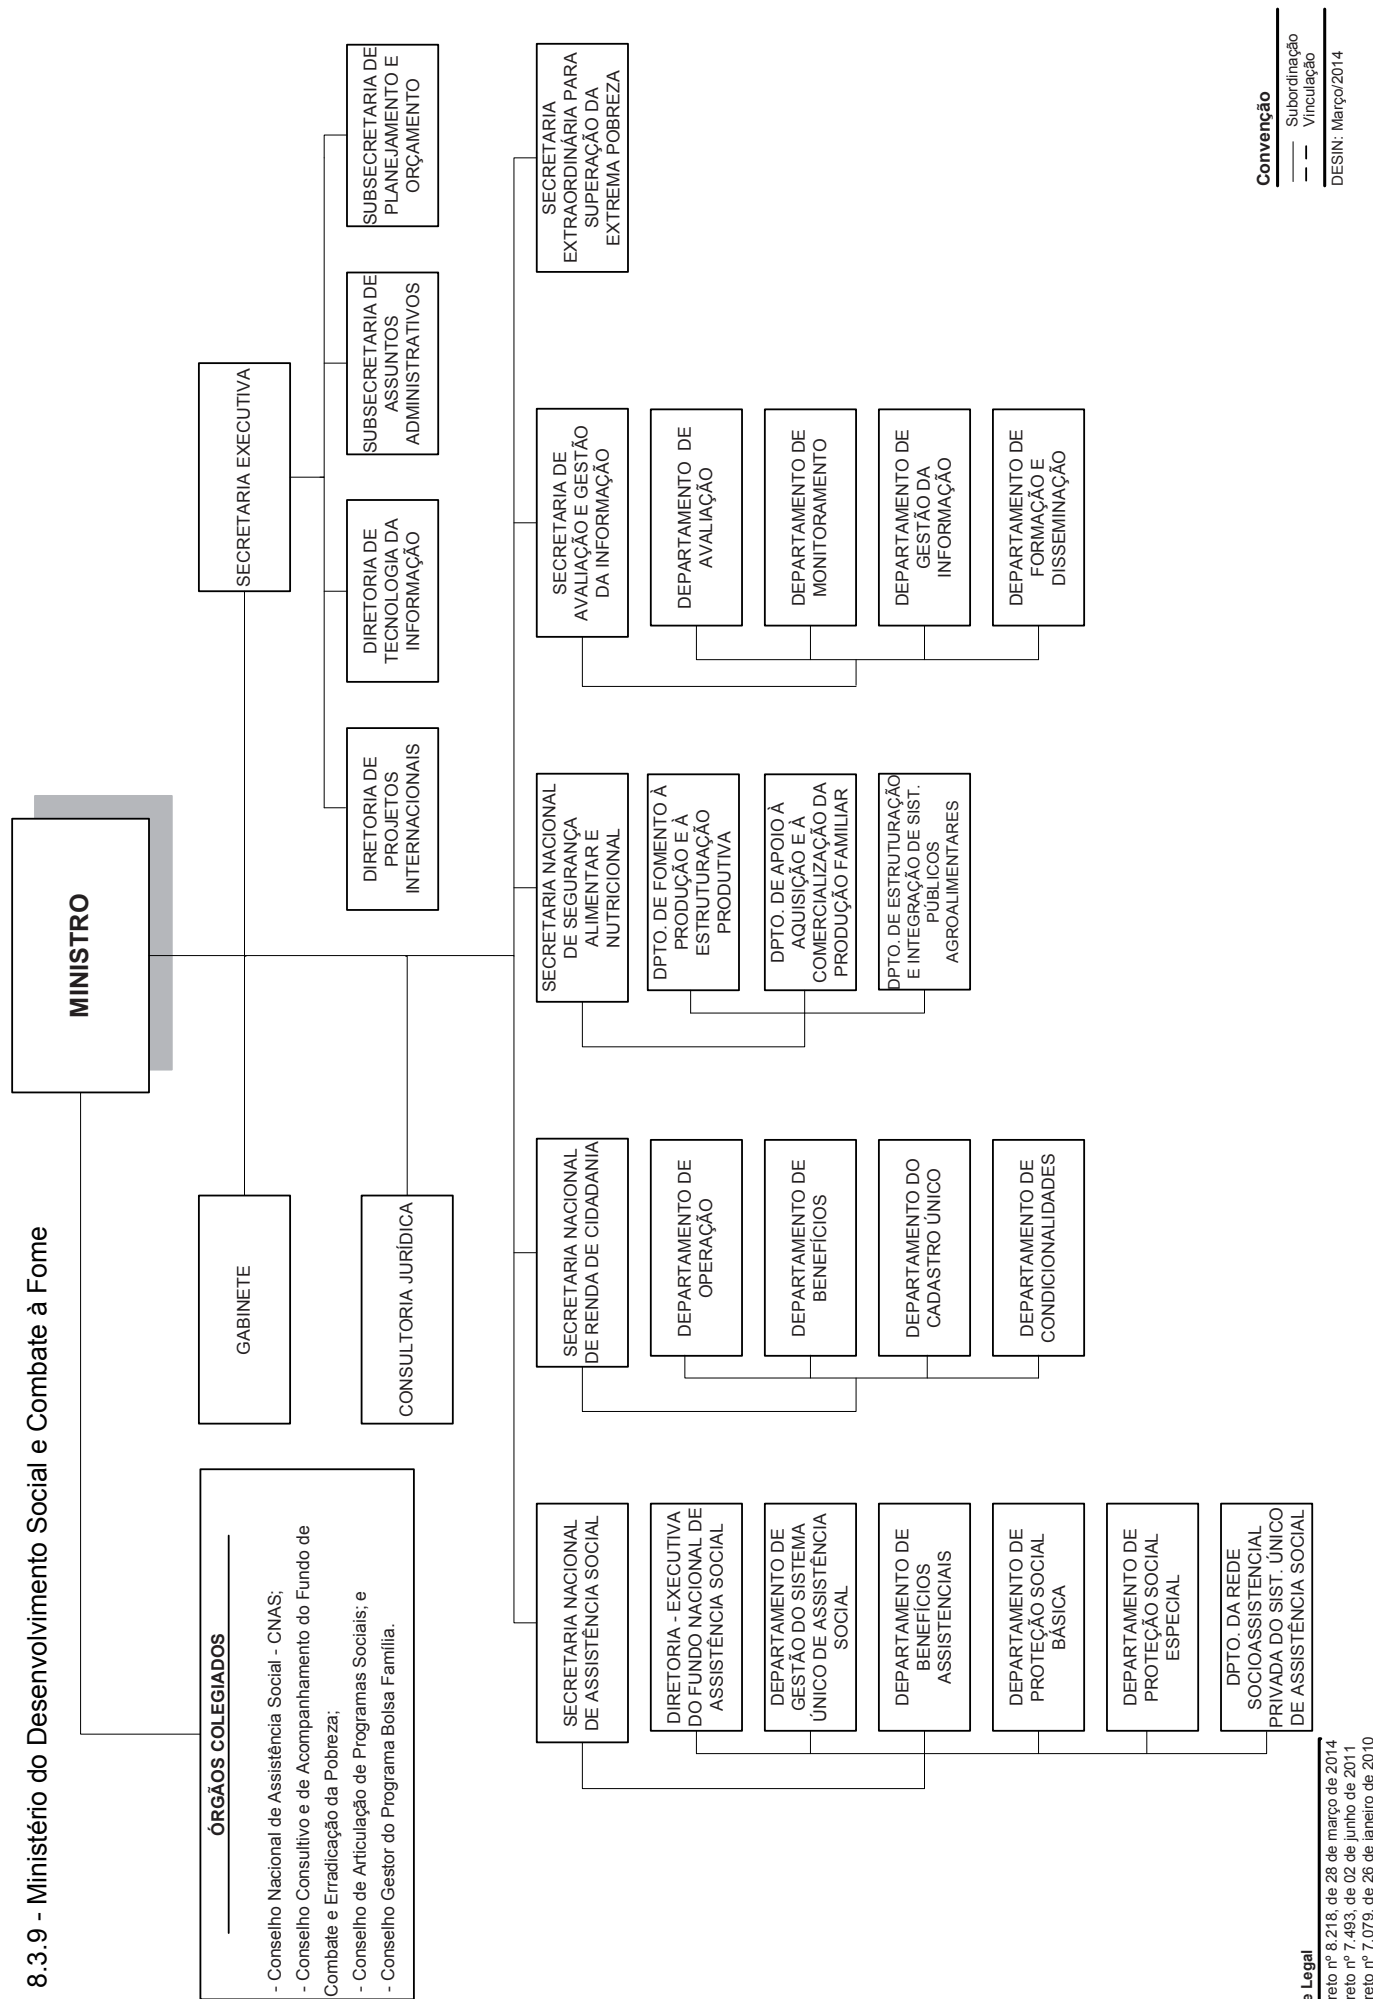 8.3.9 - Ministério do Desenvolvimento Social e Combate à Fome
MINISTRO
ÓRGÃOS COLEGIADOS
- Conselho Nacional de Assistência Social - CNAS;
- Conselho Consultivo e de Acompanhamento do Fundo de
Combate e Erradicação da Pobreza;
- Conselho de Articulação de Programas Sociais; e
- Conselho Gestor do Programa Bolsa Família.
GABINETE
SECRETARIA EXECUTIVA
CONSULTORIA JURÍDICA
DIRETORIA DE
PROJETOS
INTERNACIONAIS
DIRETORIA DE
TECNOLOGIA DA
INFORMAÇÃO
SUBSECRETARIA DE
ASSUNTOS
ADMINISTRATIVOS
SUBSECRETARIA DE
PLANEJAMENTO E
ORÇAMENTO
SECRETARIA NACIONAL
DE ASSISTÊNCIA SOCIAL
DIRETORIA - EXECUTIVA
DO FUNDO NACIONAL DE
ASSISTÊNCIA SOCIAL
DEPARTAMENTO DE
GESTÃO DO SISTEMA
ÚNICO DE ASSISTÊNCIA
SOCIAL
DEPARTAMENTO DE
BENEFÍCIOS
ASSISTENCIAIS
DEPARTAMENTO DE
PROTEÇÃO SOCIAL
BÁSICA
DEPARTAMENTO DE
PROTEÇÃO SOCIAL
ESPECIAL
DPTO. DA REDE
SOCIOASSISTENCIAL
PRIVADA DO SIST. ÚNICO
DE ASSISTÊNCIA SOCIAL
SECRETARIA NACIONAL
DE RENDA DE CIDADANIA
DEPARTAMENTO DE
OPERAÇÃO
DEPARTAMENTO DE
BENEFÍCIOS
DEPARTAMENTO DO
CADASTRO ÚNICO
DEPARTAMENTO DE
CONDICIONALIDADES
SECRETARIA NACIONAL
DE SEGURANÇA
ALIMENTAR E
NUTRICIONAL
DPTO. DE FOMENTO À
PRODUÇÃO E À
ESTRUTURAÇÃO
PRODUTIVA
DPTO. DE APOIO À
AQUISIÇÃO E À
COMERCIALIZAÇÃO DA
PRODUÇÃO FAMILIAR
DPTO. DE ESTRUTURAÇÃO
E INTEGRAÇÃO DE SIST.
PÚBLICOS
AGROALIMENTARES
SECRETARIA DE
AVALIAÇÃO E GESTÃO
DA INFORMAÇÃO
DEPARTAMENTO DE
AVALIAÇÃO
DEPARTAMENTO DE
MONITORAMENTO
DEPARTAMENTO DE
GESTÃO DA
INFORMAÇÃO
DEPARTAMENTO DE
FORMAÇÃO E
DISSEMINAÇÃO
SECRETARIA
EXTRAORDINÁRIA PARA
SUPERAÇÃO DA
EXTREMA POBREZA
e Legal
reto nº 8.218, de 28 de março de 2014
reto nº 7.493, de 02 de junho de 2011
reto nº 7.079, de 26 de janeiro de 2010
Convenção
Subordinação
Vinculação
DESIN: Março/2014